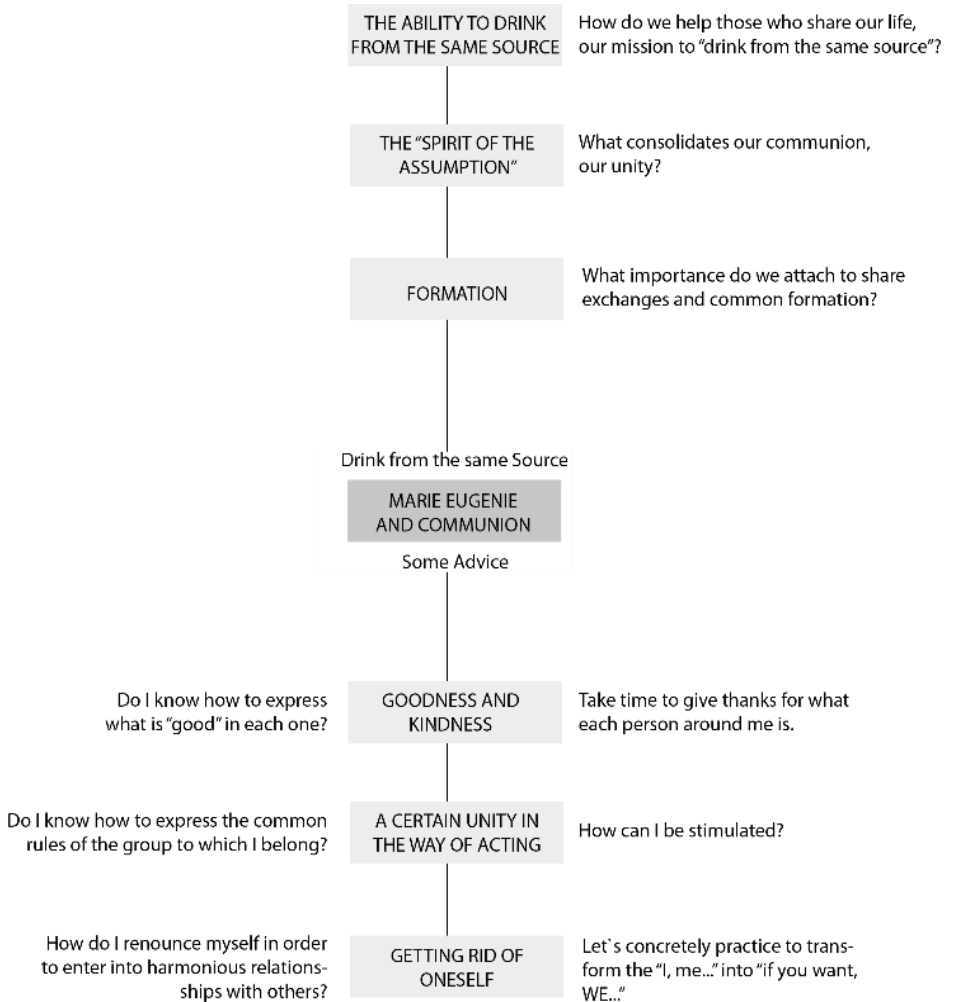 THE ABILITY TO DRINK
FROM THE SAME SOURCE
How do we help those who share our life,
our mission to “drink from the same source”?
THE “SPIRIT OF THE
ASSUMPTION”
What consolidates our communion,
our unity?
FORMATION
What importance do we attach to share
exchanges and common formation?
Drink from the same Source
MARIE EUGENIE
AND COMMUNION
Some Advice
Do I know how to express
what is “good” in each one?
GOODNESS AND
KINDNESS
Take time to give thanks for what
each person around me is.
Do I know how to express the common
rules of the group to which I belong?
A CERTAIN UNITY IN
THE WAY OF ACTING
How can I be stimulated?
How do I renounce myself in order
to enter into harmonious relations-
ships with others?
GETTING RID OF
ONESELF
Let`s concretely practice to trans-
form the “I, me...” into “if you want,
WE...”